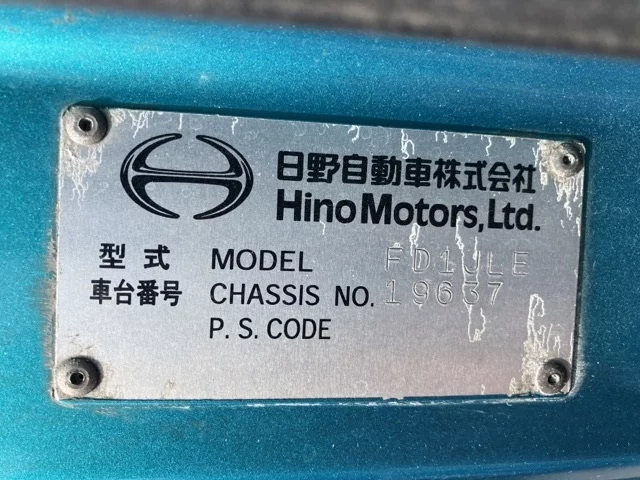 日野自動車株式会社
Hino Motors, Ltd.
型式 MODEL FD1JLE
車台番号 CHASSIS NO. 19637
P. S. CODE